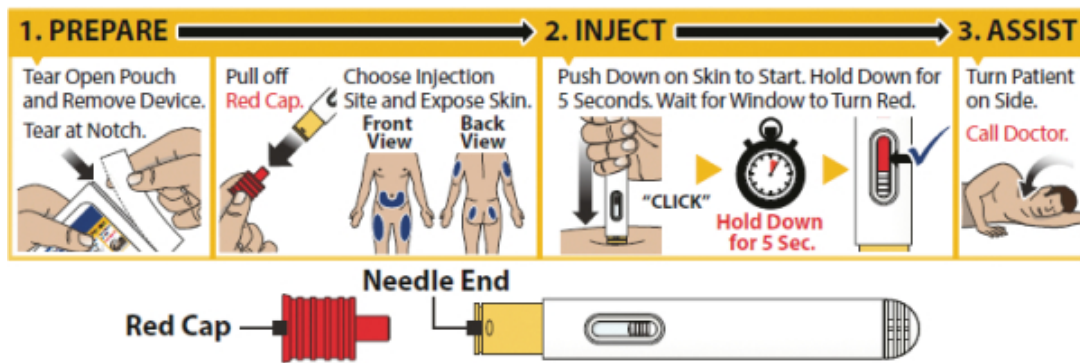 1. PREPARE
2. INJECT
3. ASSIST
Tear Open Pouch
and Remove Device.
Tear at Notch.
Pull off
Red Cap.
Choose Injection
Site and Expose Skin.
Front
View
Back
View
Push Down on Skin to Start. Hold Down for
5 Seconds. Wait for Window to Turn Red.
"CLICK"
Hold Down
for 5 Sec.
Turn Patient
on Side.
Call Doctor.
Needle End
Red Cap